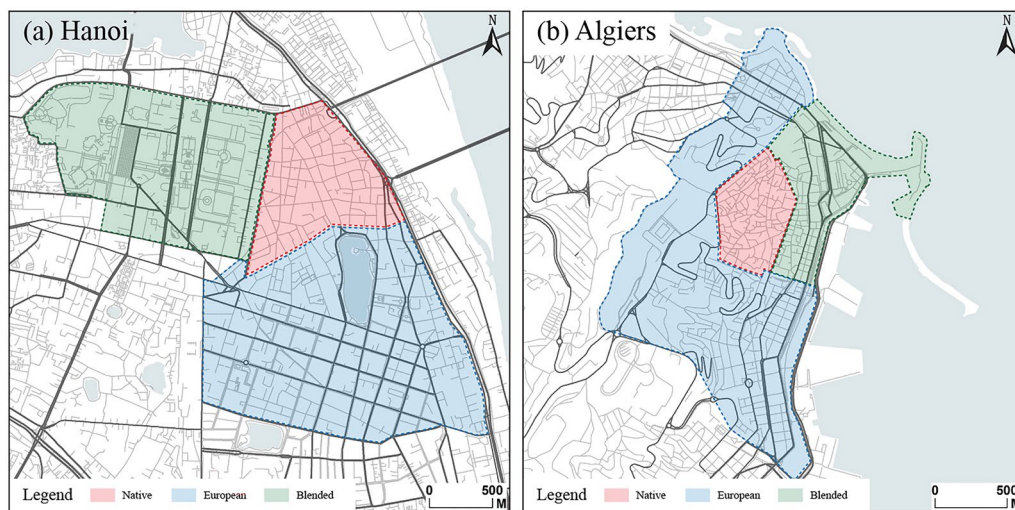 (a) Hanoi
N
Legend Native European Blended
0 500
M
(b) Algiers
N
Legend Native European Blended
0 500
M